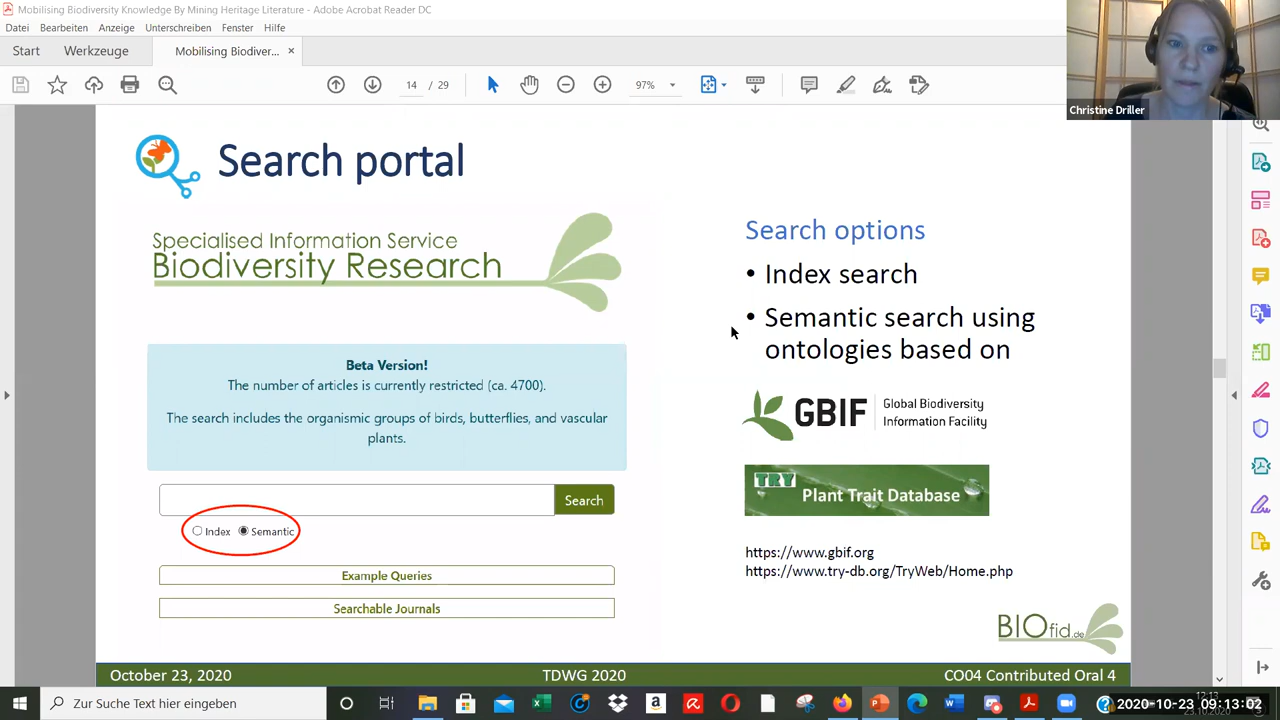 Mobilising Biodiversity Knowledge By Mining Heritage Literature - Adobe Acrobat Reader DC
Datei Bearbeiten Anzeige Unterschreiben Fenster Hilfe
Start Werkzeuge Mobilising Biodiver... ×
14 / 29 97%
Christine Driller
Search portal
Specialised Information Service
Biodiversity Research
Beta Version!
The number of articles is currently restricted (ca. 4700).
The search includes the organismic groups of birds, butterflies, and vascular
plants.
Search
Index Semantic
Example Queries
Searchable Journals
Search options
• Index search
• Semantic search using
ontologies based on
GBIF Global Biodiversity
Information Facility
TRY Plant Trait Database
https://www.gbif.org
https://www.try-db.org/TryWeb/Home.php
BIOfid.de
October 23, 2020 TDWG 2020 CO04 Contributed Oral 4
Zur Suche Text hier eingeben
12:13
23.10.2020
2020-10-23 09:13:02